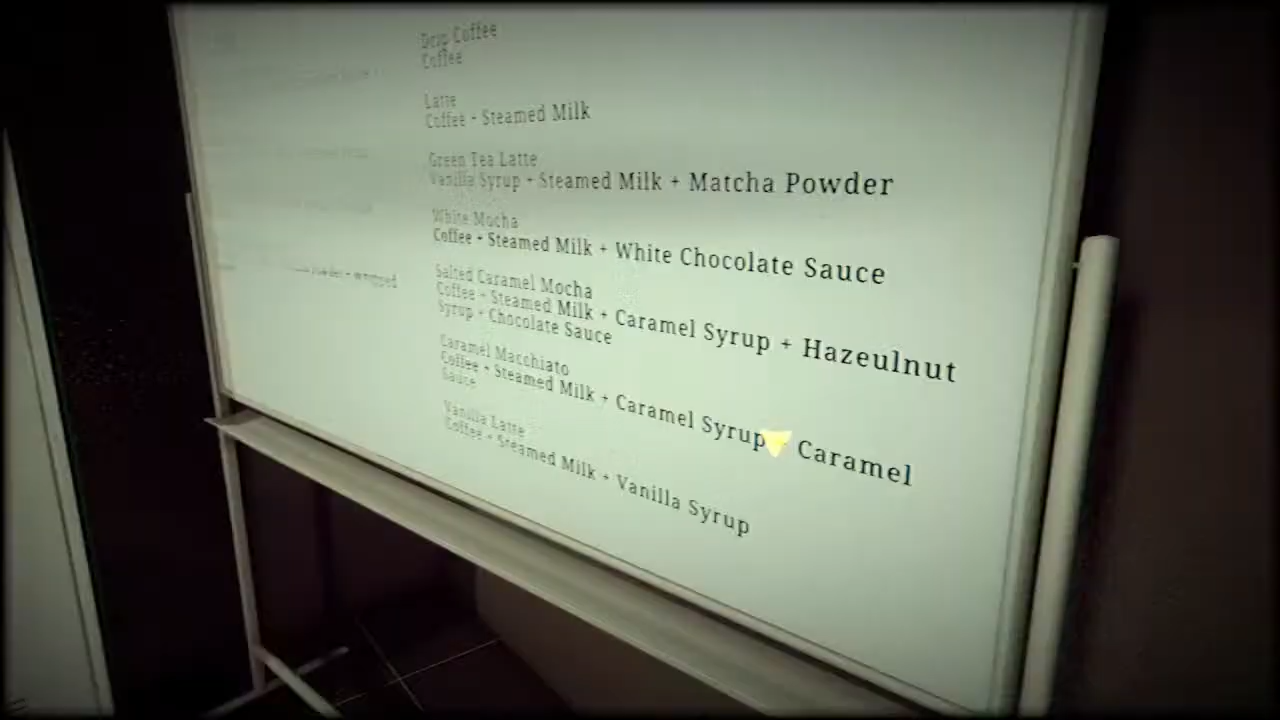 Drip Coffee
Coffee
Latte
Coffee + Steamed Milk
Green Tea Latte
Vanilla Syrup + Steamed Milk + Matcha Powder
White Mocha
Coffee + Steamed Milk + White Chocolate Sauce
Salted Caramel Mocha
Coffee + Steamed Milk + Caramel Syrup + Hazeulnut
Syrup + Chocolate Sauce
Caramel Macchiato
Coffee + Steamed Milk + Caramel Syrup Caramel
Sauce
Vanilla Latte
Coffee + Steamed Milk + Vanilla Syrup